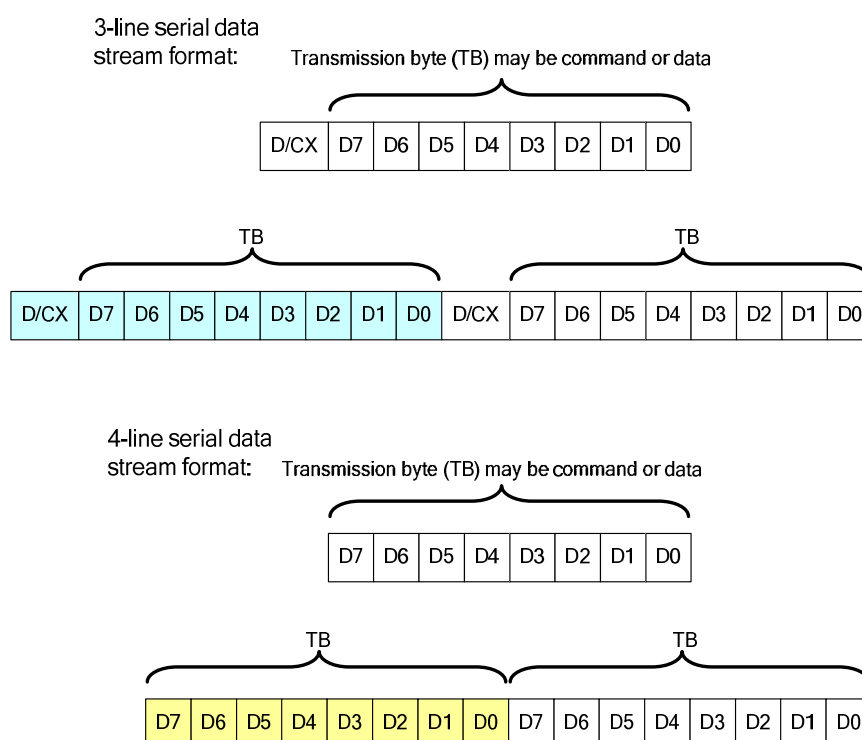 3-line serial data
stream format:
Transmission byte (TB) may be command or data
D/CX D7 D6 D5 D4 D3 D2 D1 D0
TB TB
D/CX D7 D6 D5 D4 D3 D2 D1 D0 D/CX D7 D6 D5 D4 D3 D2 D1 D0
4-line serial data
stream format:
Transmission byte (TB) may be command or data
D7 D6 D5 D4 D3 D2 D1 D0
TB TB
D7 D6 D5 D4 D3 D2 D1 D0 D7 D6 D5 D4 D3 D2 D1 D0